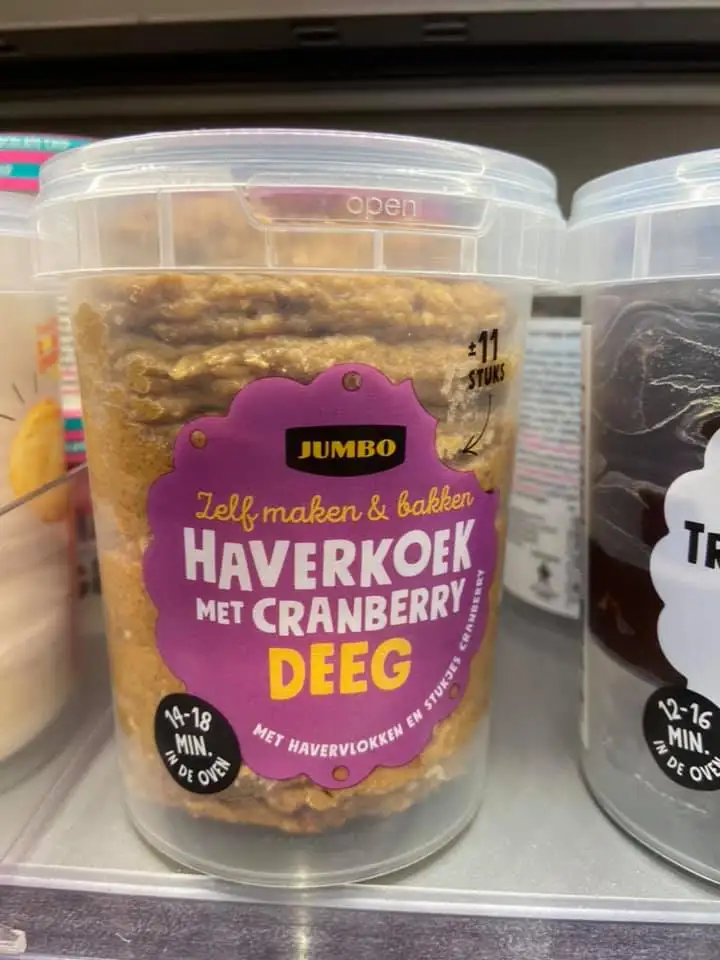 open
±11
STUKS
JUMBO
Zelf maken & bakken
HAVERKOEK
MET CRANBERRY
DEEG
MET HAVERVLOKKEN EN STUKJES CRANBERRY
14-18
MIN.
IN DE OVEN
TR
12-16
MIN.
IN DE OVEN